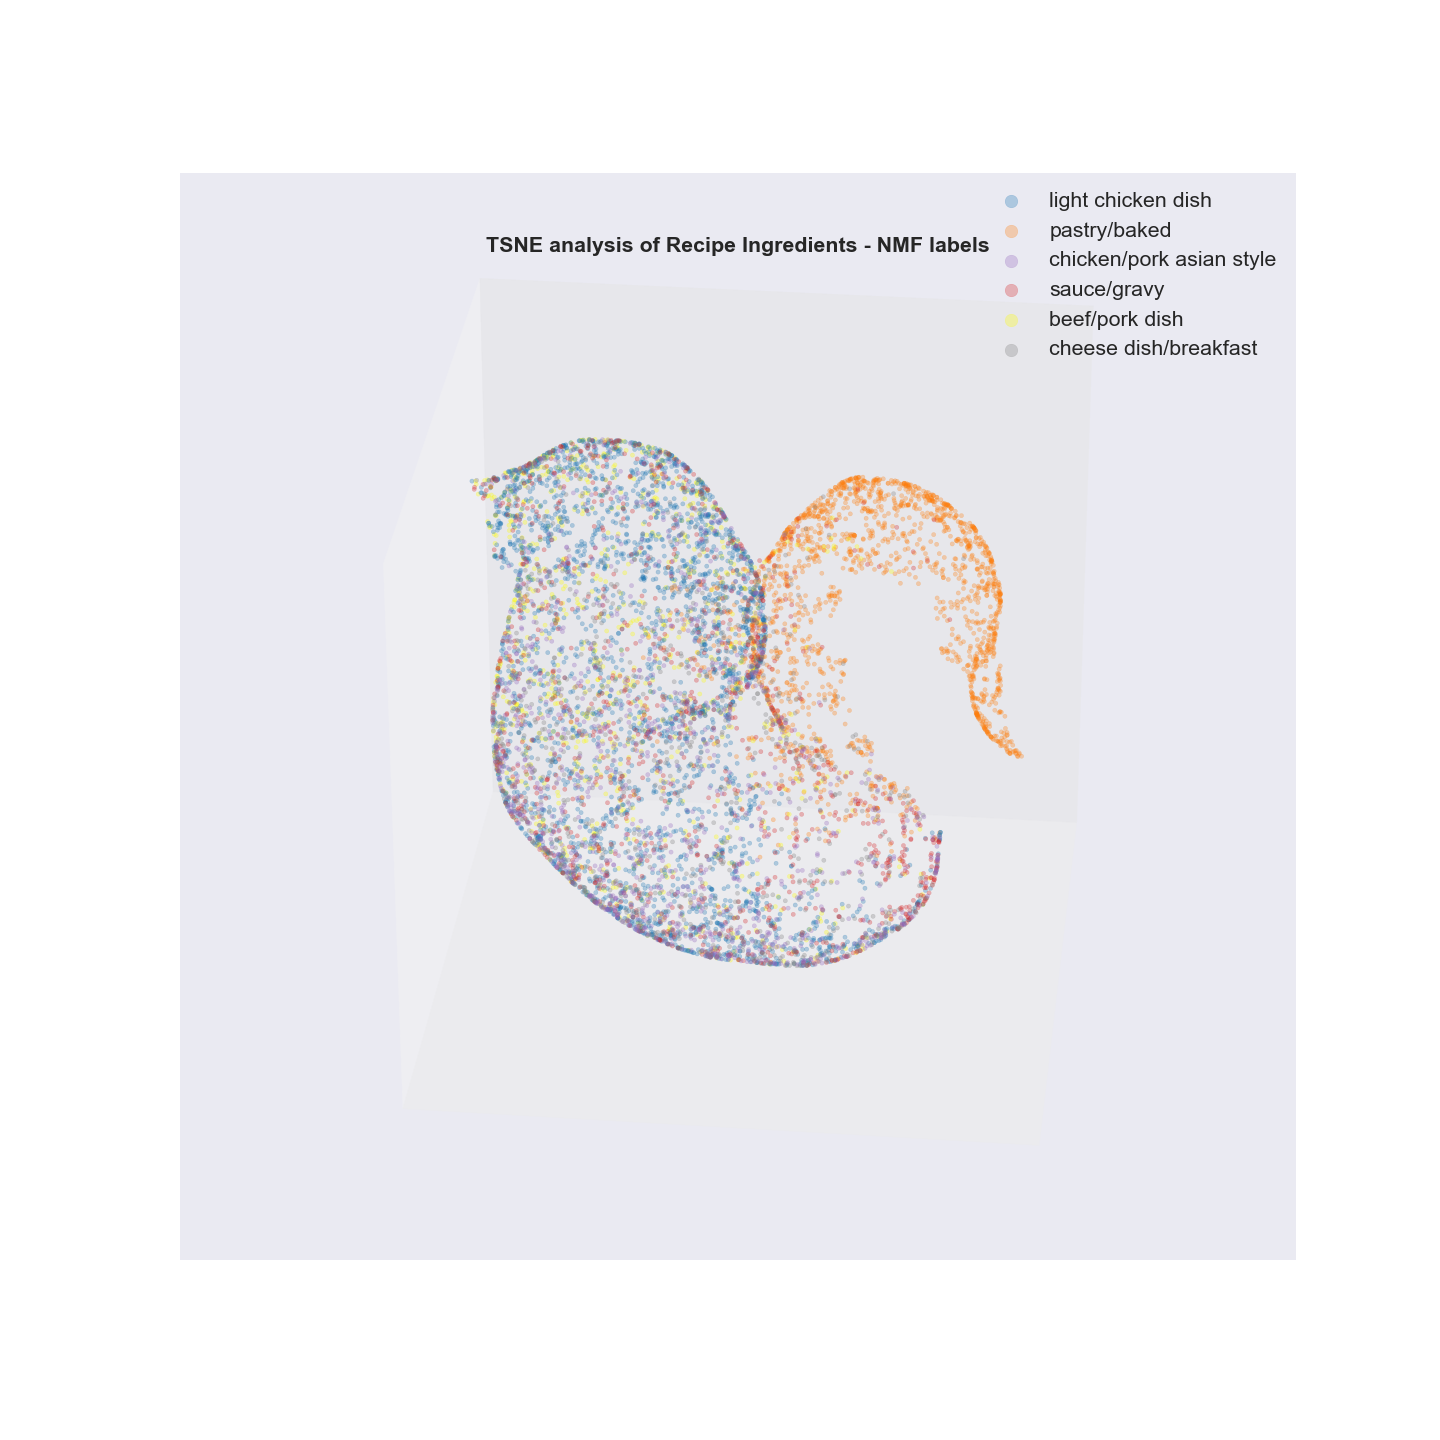 TSNE analysis of Recipe Ingredients - NMF labels
light chicken dish
pastry/baked
chicken/pork asian style
sauce/gravy
beef/pork dish
cheese dish/breakfast